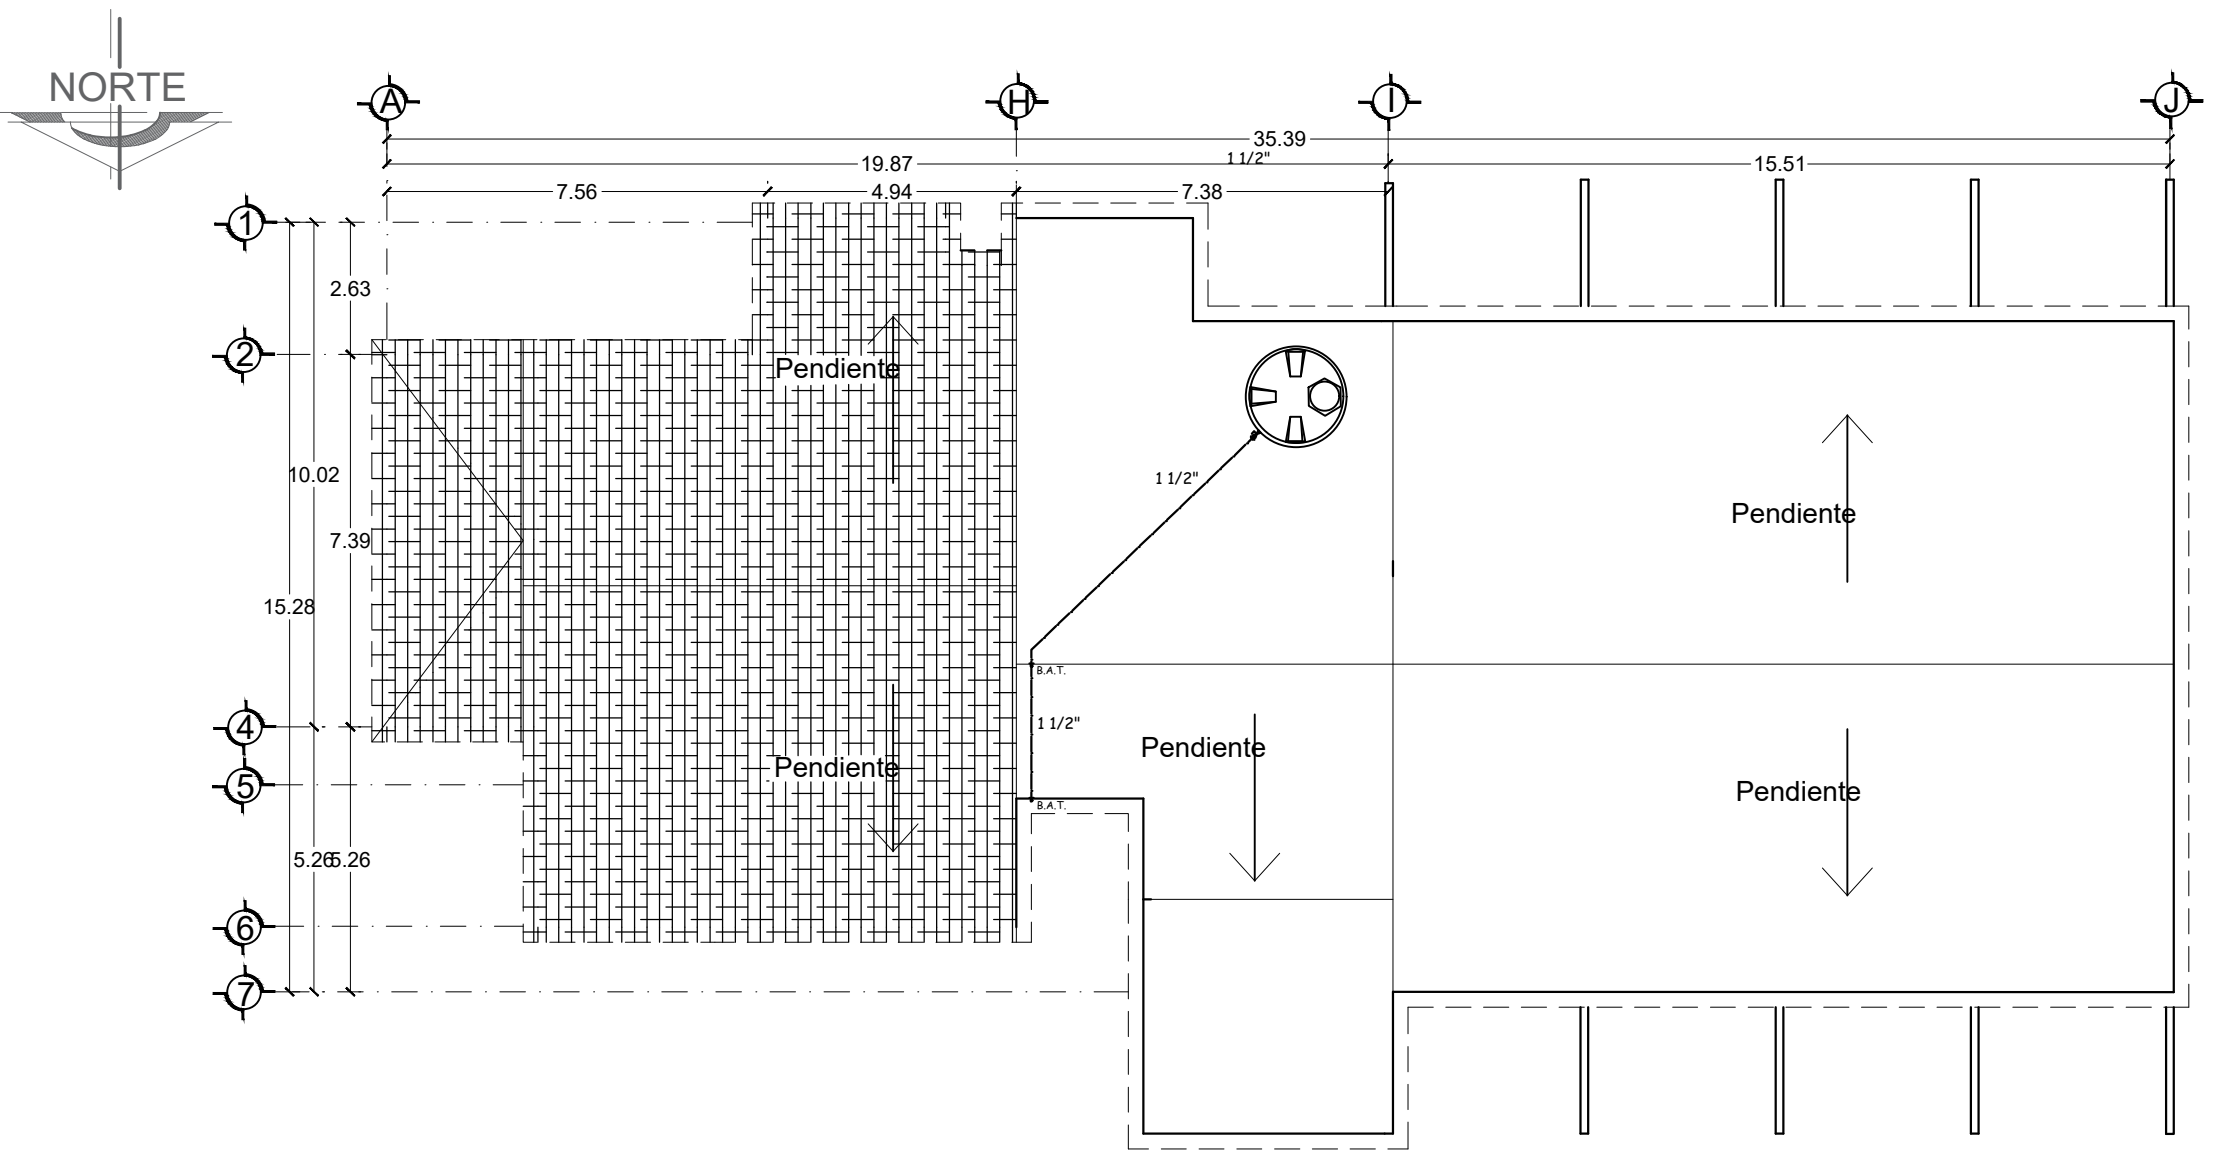 NORTE
A
H
I
J
35.39
19.87
1 1/2"
15.51
7.56
4.94
7.38
1
2.63
2
Pendiente
10.02
1 1/2"
Pendiente
7.39
15.28
B.A.T.
4
1 1/2"
Pendiente
Pendiente
5
Pendiente
B.A.T.
5.26
5.26
6
7